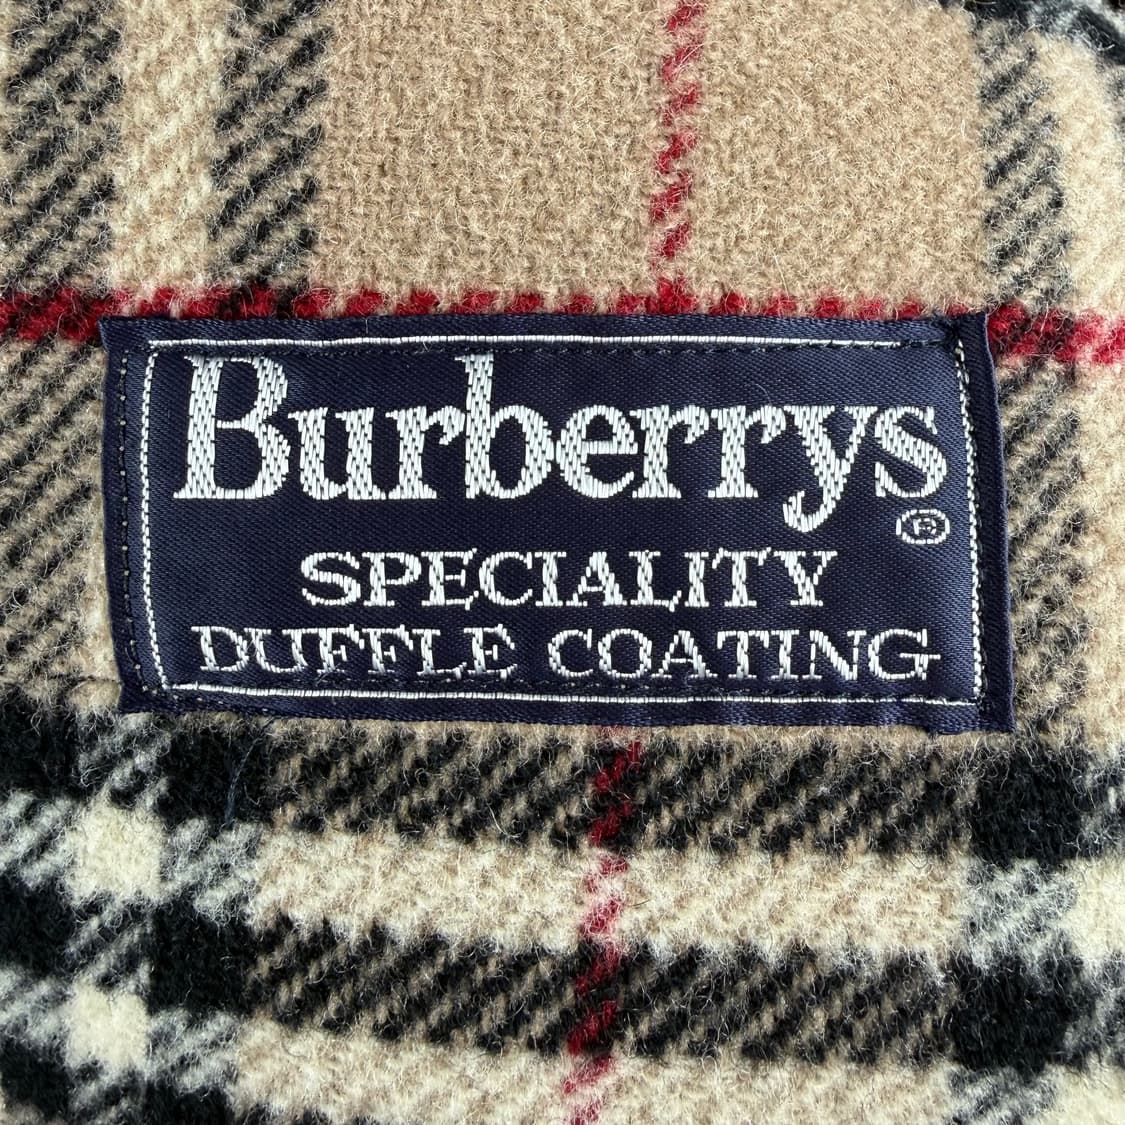 Burberrys
®
SPECIALITY
DUFFLE COATING